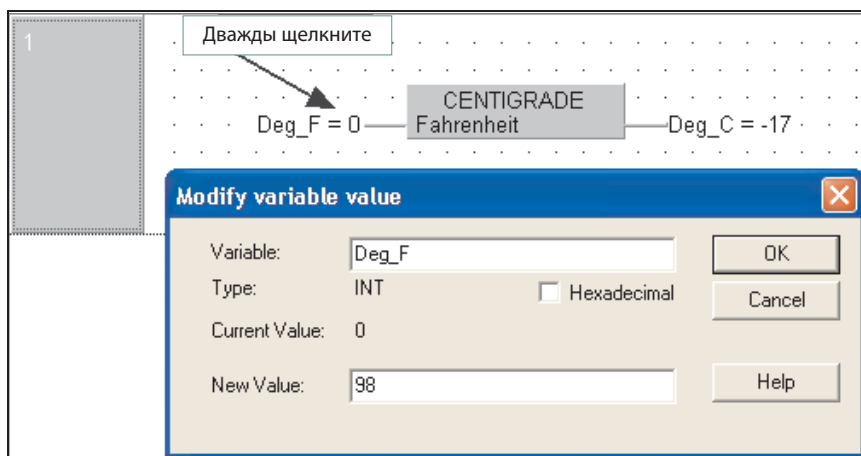 1
Дважды щелкните
CENTIGRADE
Deg_F = 0 Fahrenheit Deg_C = -17
Modify variable value
Variable: Deg_F OK
Type: INT Hexadecimal Cancel
Current Value: 0
New Value: 98 Help